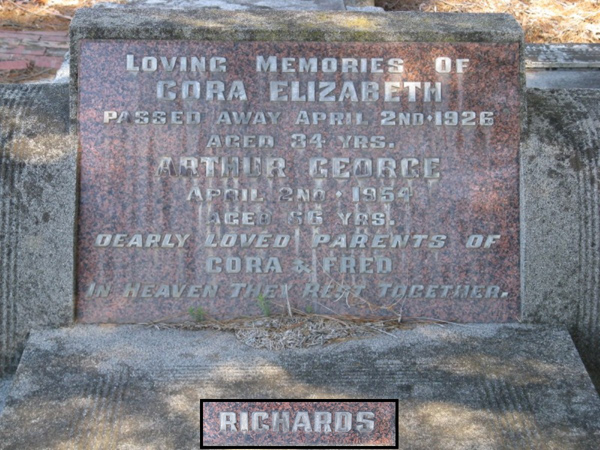 LOVING MEMORIES OF
CORA ELIZABETH
PASSED AWAY APRIL 2ND·1926
AGED 34 YRS.
ARTHUR GEORGE
APRIL 2ND · 1954
AGED 66 YRS.
DEARLY LOVED PARENTS OF
CORA & FRED
IN HEAVEN THEY REST TOGETHER.
RICHARDS